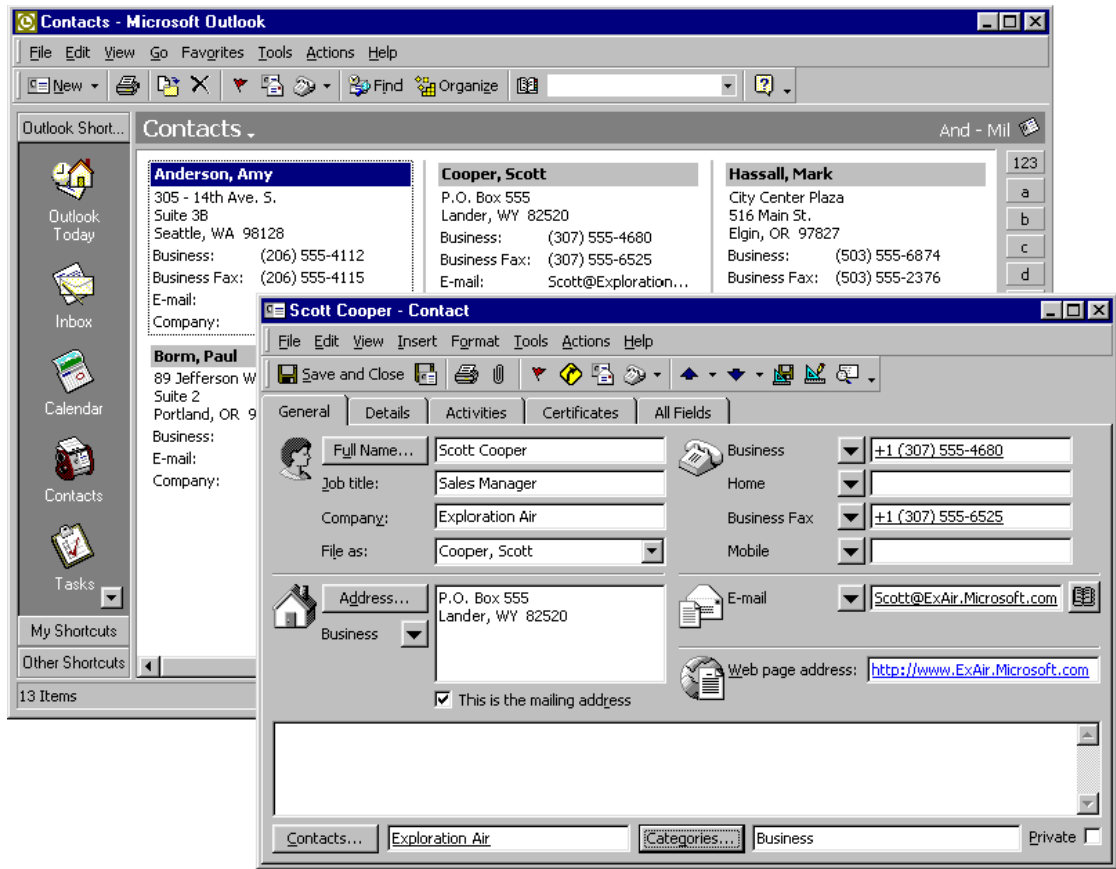 Contacts - Microsoft Outlook
File Edit View Go Favorites Tools Actions Help
New Find Organize
Outlook Short...
Contacts
And - Mil
Outlook Today
Inbox
Calendar
Contacts
Tasks
My Shortcuts
Other Shortcuts
13 Items
Anderson, Amy
305 - 14th Ave. S.
Suite 3B
Seattle, WA 98128
Business: (206) 555-4112
Business Fax: (206) 555-4115
E-mail:
Company:
Borm, Paul
89 Jefferson W
Suite 2
Portland, OR 9
Business:
E-mail:
Company:
Cooper, Scott
P.O. Box 555
Lander, WY 82520
Business: (307) 555-4680
Business Fax: (307) 555-6525
E-mail: Scott@Exploration...
Hassall, Mark
City Center Plaza
516 Main St.
Elgin, OR 97827
Business: (503) 555-6874
Business Fax: (503) 555-2376
123
a
b
c
d
Scott Cooper - Contact
File Edit View Insert Format Tools Actions Help
Save and Close
General Details Activities Certificates All Fields
Full Name... Scott Cooper
Job title: Sales Manager
Company: Exploration Air
File as: Cooper, Scott
Business +1 (307) 555-4680
Home
Business Fax +1 (307) 555-6525
Mobile
Address... P.O. Box 555
Lander, WY 82520
Business
This is the mailing address
E-mail Scott@ExAir.Microsoft.com
Web page address: http://www.ExAir.Microsoft.com
Contacts... Exploration Air Categories... Business Private